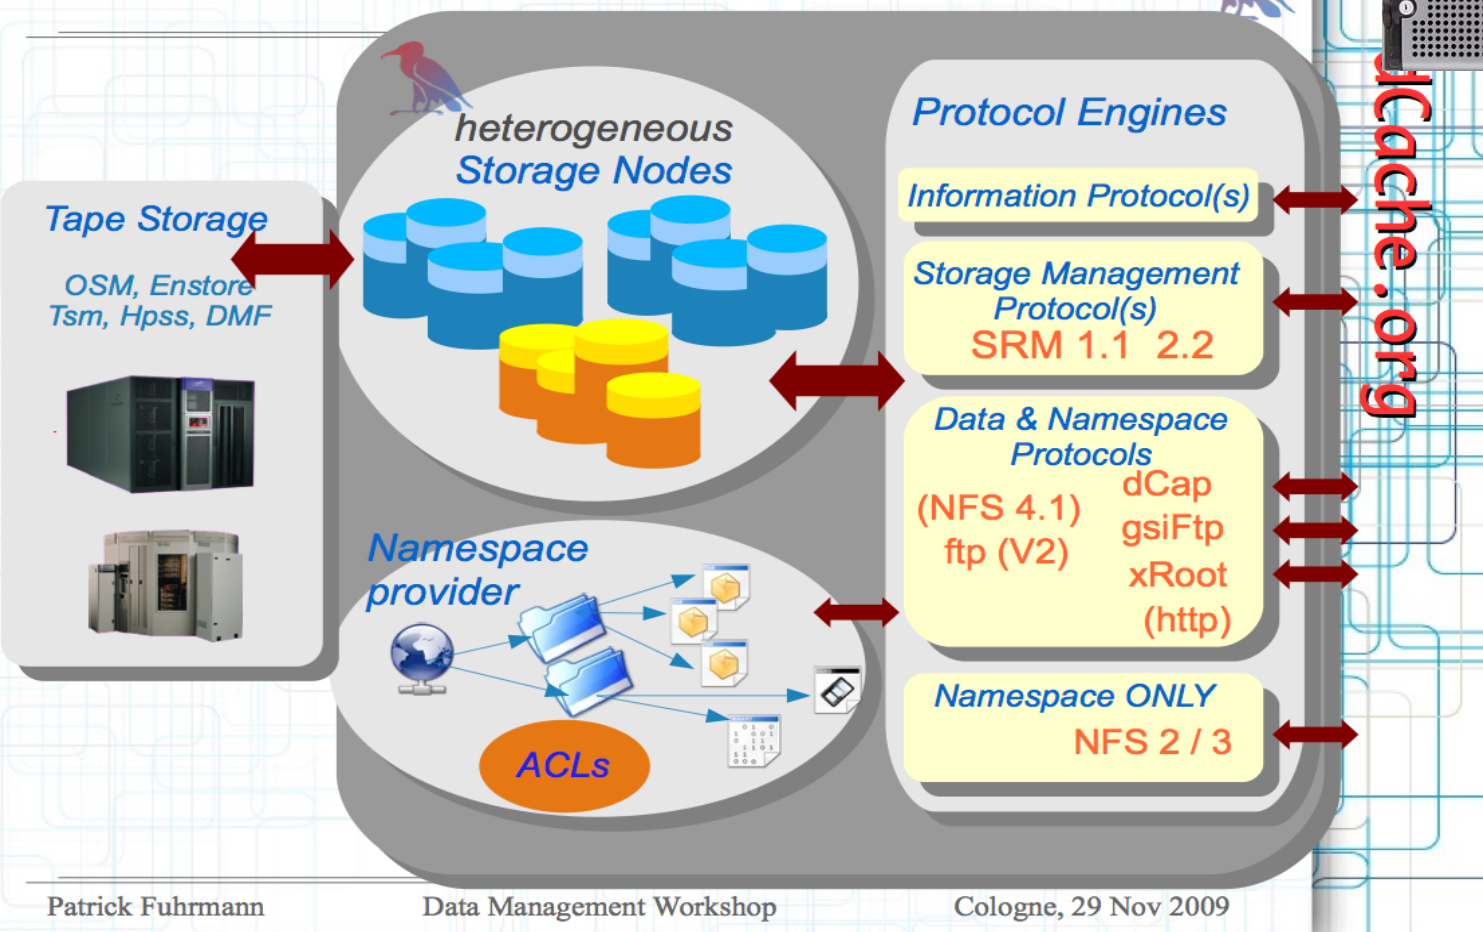 heterogeneous
Storage Nodes
Tape Storage
OSM, Enstore
Tsm, Hpss, DMF
Namespace
provider
ACLs
Protocol Engines
Information Protocol(s)
Storage Management
Protocol(s)
SRM 1.1 2.2
Data & Namespace
Protocols
(NFS 4.1)
ftp (V2)
dCap
gsiFtp
xRoot
(http)
Namespace ONLY
NFS 2 / 3
dCache.org
Patrick Fuhrmann
Data Management Workshop
Cologne, 29 Nov 2009